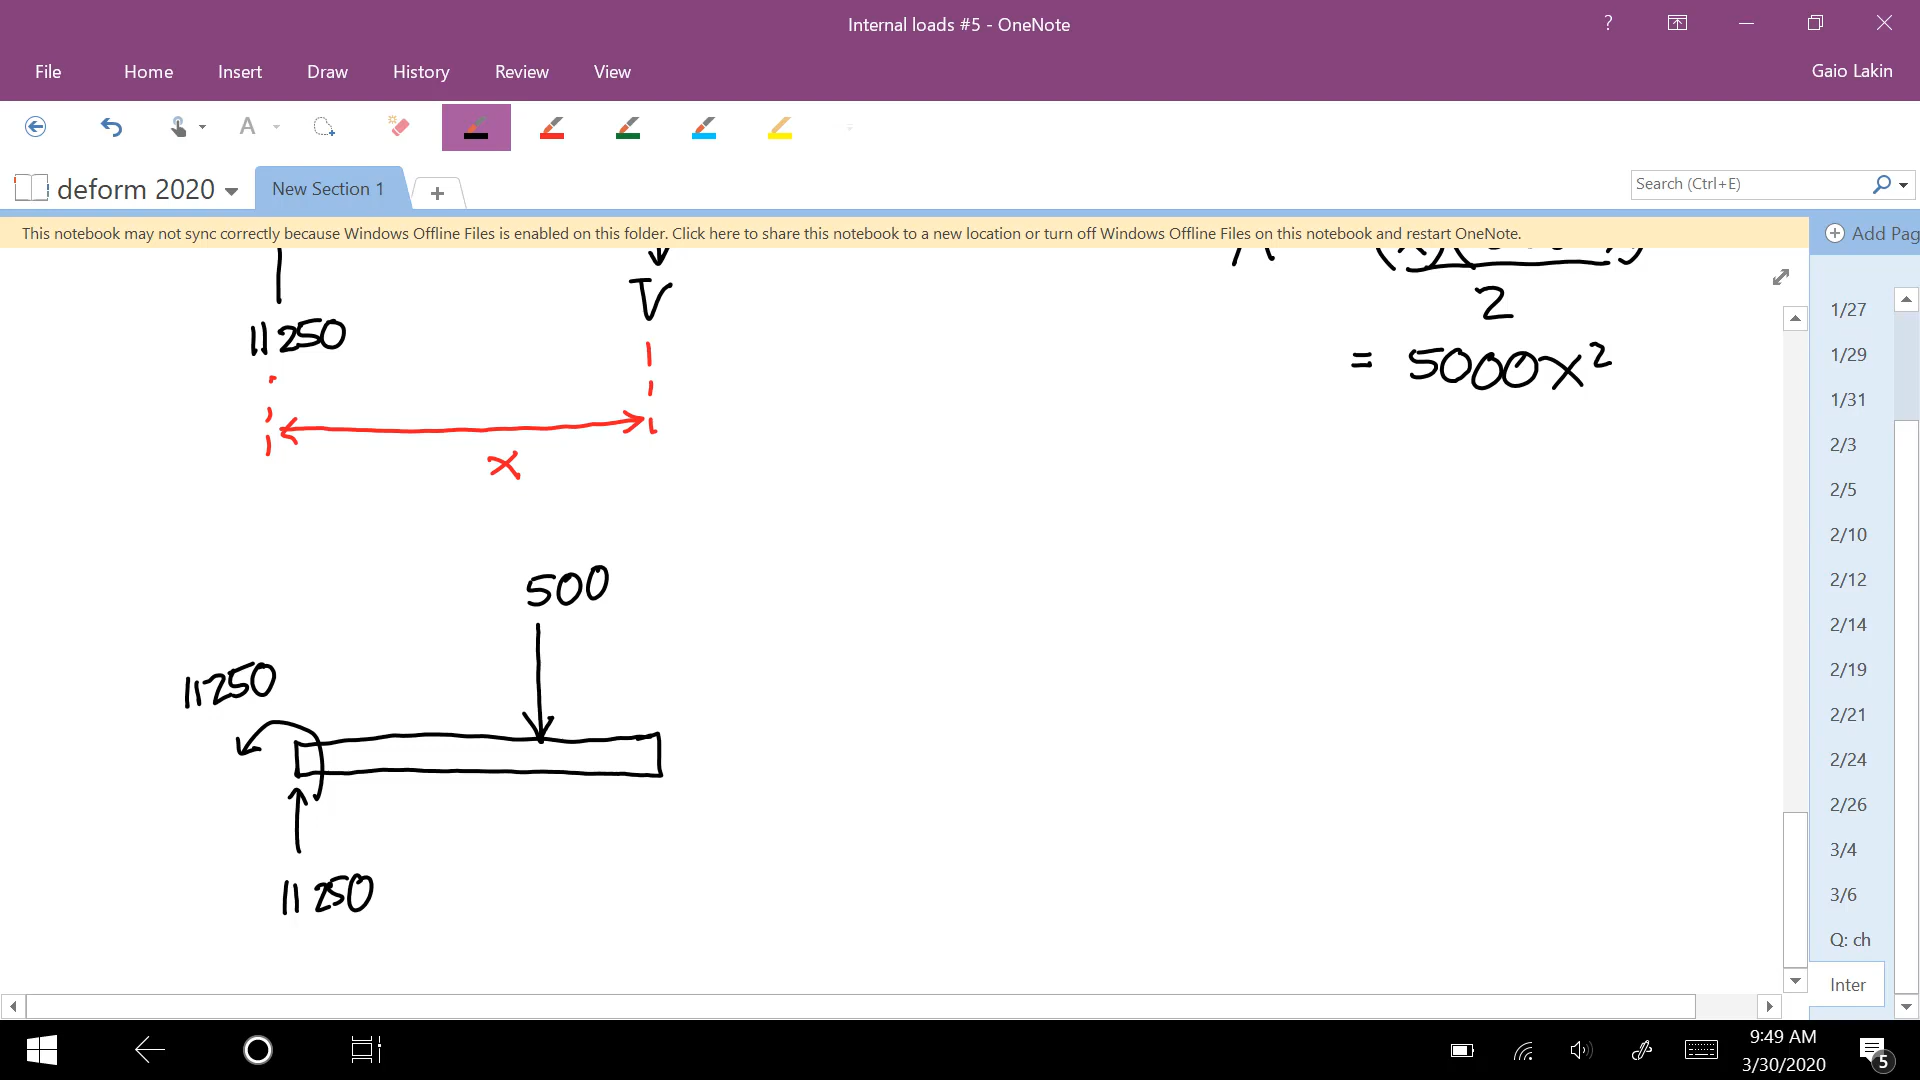 Internal loads #5 - OneNote
?
File Home Insert Draw History Review View
Gaio Lakin
A
deform 2020
New Section 1
+
Search (Ctrl+E)
This notebook may not sync correctly because Windows Offline Files is enabled on this folder. Click here to share this notebook to a new location or turn off Windows Offline Files on this notebook and restart OneNote.
Add Pag
V
2
11250
= 5000x²
x
500
11250
11250
1/27
1/29
1/31
2/3
2/5
2/10
2/12
2/14
2/19
2/21
2/24
2/26
3/4
3/6
Q: ch
Inter
9:49 AM
3/30/2020
5